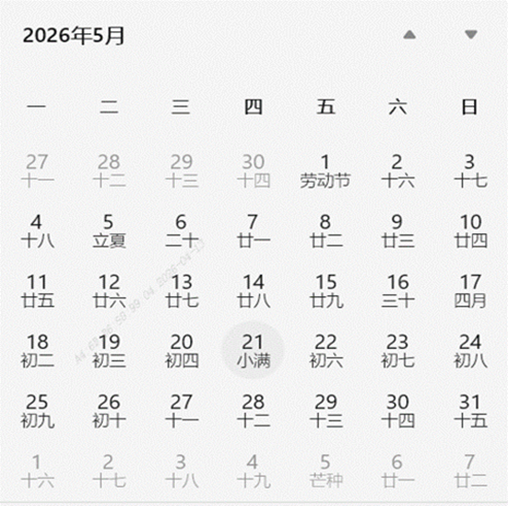 2026年5月
一 二 三 四 五 六 日
27 28 29 30 1 2 3
十一 十二 十三 十四 劳动节 十六 十七
4 5 6 7 8 9 10
十八 立夏 二十 廿一 廿二 廿三 廿四
11 12 13 14 15 16 17
廿五 廿六 廿七 廿八 廿九 三十 四月
18 19 20 21 22 23 24
初二 初三 初四 小满 初六 初七 初八
25 26 27 28 29 30 31
初九 初十 十一 十二 十三 十四 十五
1 2 3 4 5 6 7
十六 十七 十八 十九 芒种 廿一 廿二